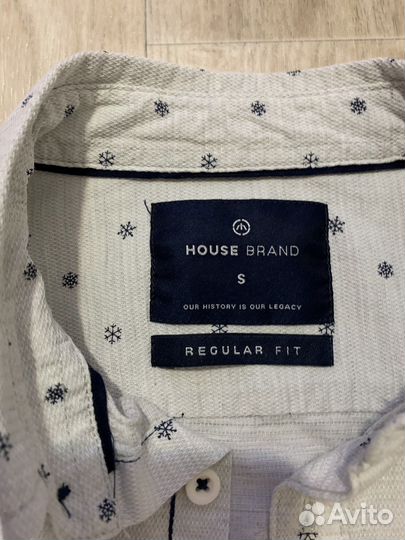 HOUSE BRAND
S
OUR HISTORY IS OUR LEGACY
REGULAR FIT
Avito